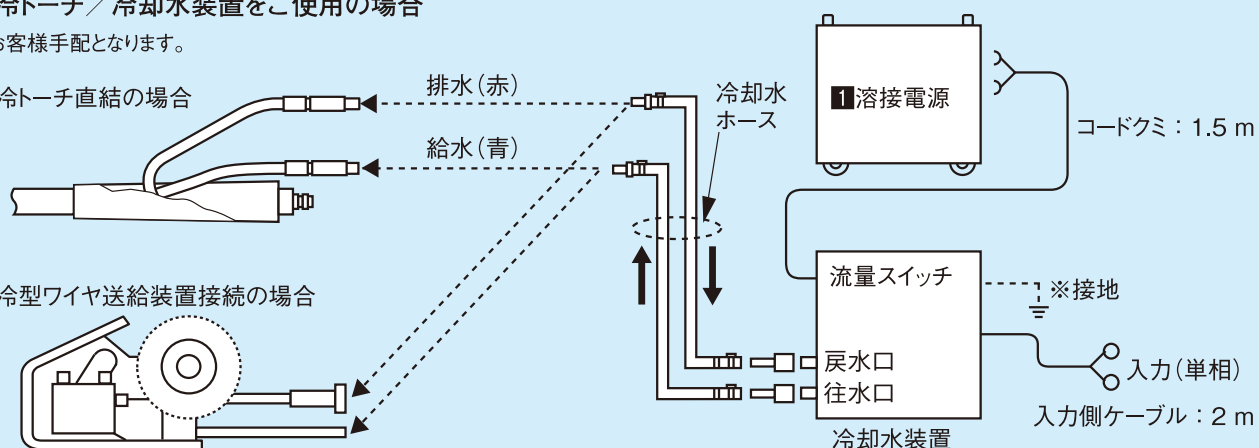 冷トーチ／冷却水装置をご使用の場合
お客様手配となります。
冷トーチ直結の場合
排水（赤）
給水（青）
冷却水
ホース
1溶接電源
コードクミ：1.5 m
冷型ワイヤ送給装置接続の場合
流量スイッチ
※接地
戻水口
往水口
入力（単相）
入力側ケーブル：2 m
冷却水装置